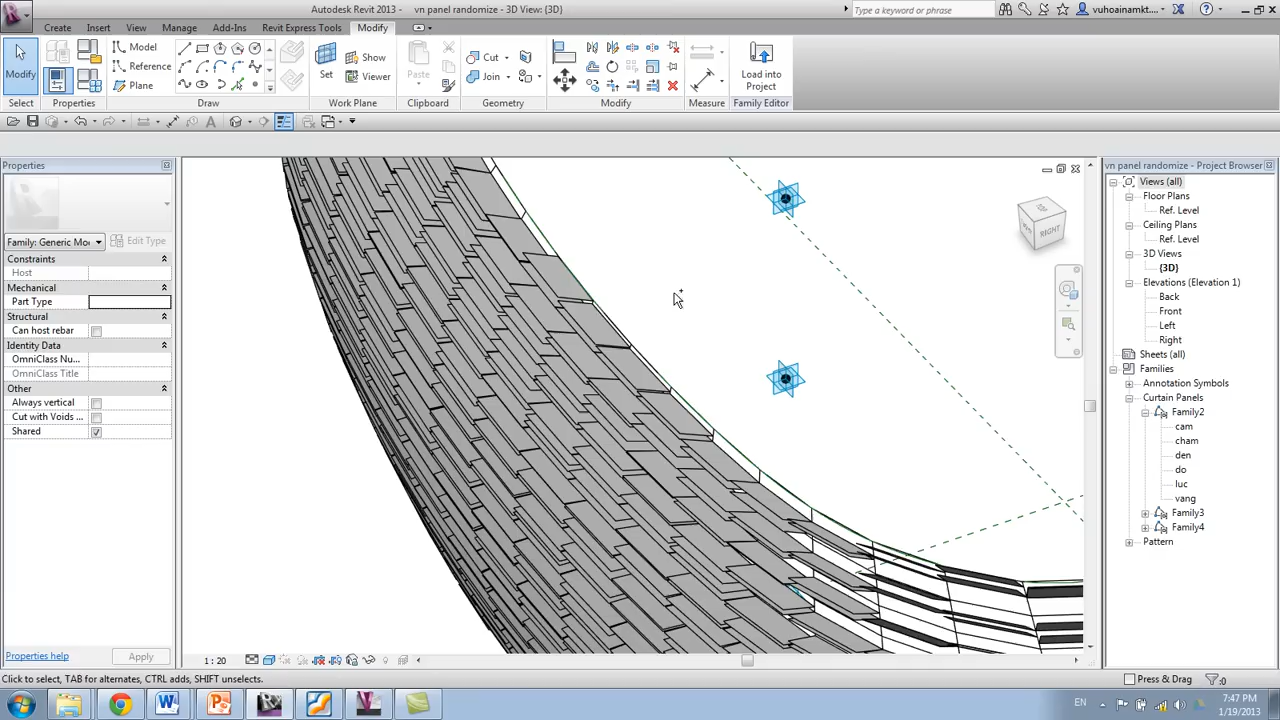 Autodesk Revit 2013 - vn panel randomize - 3D View: {3D}
Type a keyword or phrase
vuhoainamkt....
Create Insert View Manage Add-Ins Revit Express Tools Modify
Modify
Model
Reference
Plane
Set
Show
Viewer
Paste
Cut
Join
Load into
Project
Select Properties Draw Work Plane Clipboard Geometry Modify Measure Family Editor
Properties
Family: Generic Mo
Edit Type
Constraints
Host
Mechanical
Part Type
Structural
Can host rebar
Identity Data
OmniClass Nu...
OmniClass Title
Other
Always vertical
Cut with Voids ...
Shared
Properties help
Apply
TOP
RIGHT
vn panel randomize - Project Browser
Views (all)
Floor Plans
Ref. Level
Ceiling Plans
Ref. Level
3D Views
{3D}
Elevations (Elevation 1)
Back
Front
Left
Right
Sheets (all)
Families
Annotation Symbols
Curtain Panels
Family2
cam
cham
den
do
luc
vang
Family3
Family4
Pattern
1 : 20
Click to select, TAB for alternates, CTRL adds, SHIFT unselects.
Press & Drag
:0
EN
7:47 PM
1/19/2013